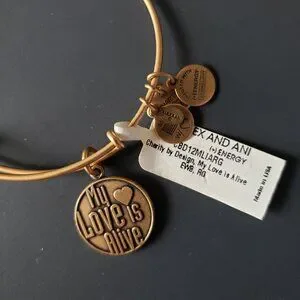 My
Love is
Alive
EX AND ANI
(+) ENERGY
CBD12MLIARG
Charity by Design, My Love is Alive
EWB, RG
Made in USA